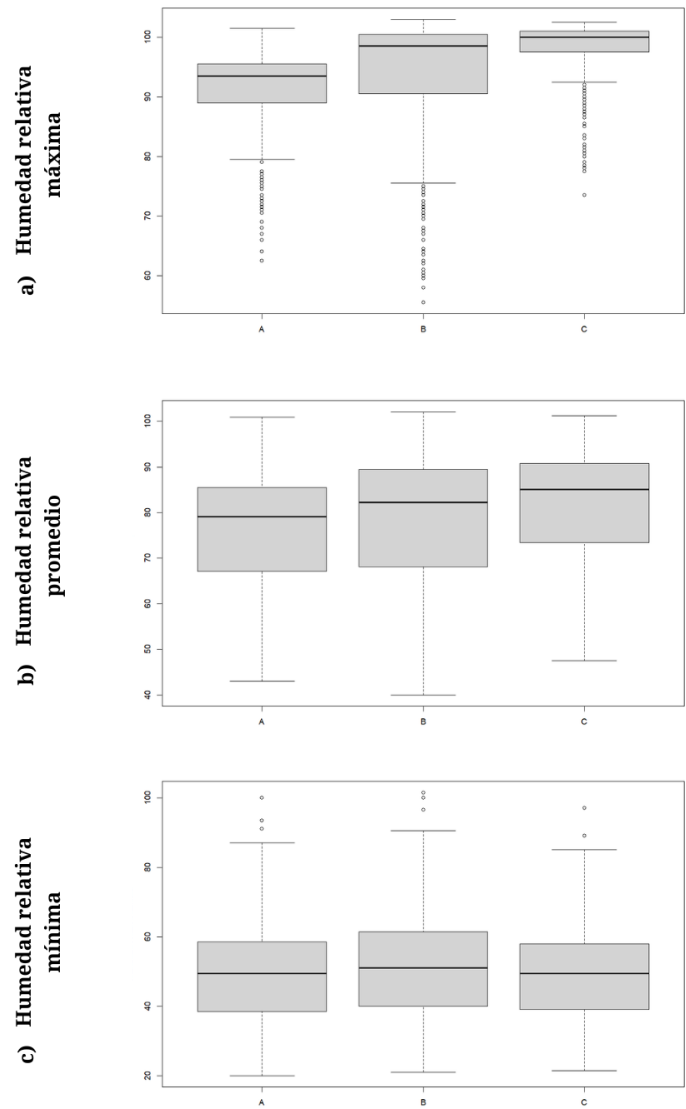 a) Humedad relativa
máxima
100
90
80
70
60
A B C
b) Humedad relativa
promedio
100
90
80
70
60
50
40
A B C
c) Humedad relativa
mínima
100
80
60
40
20
A B C